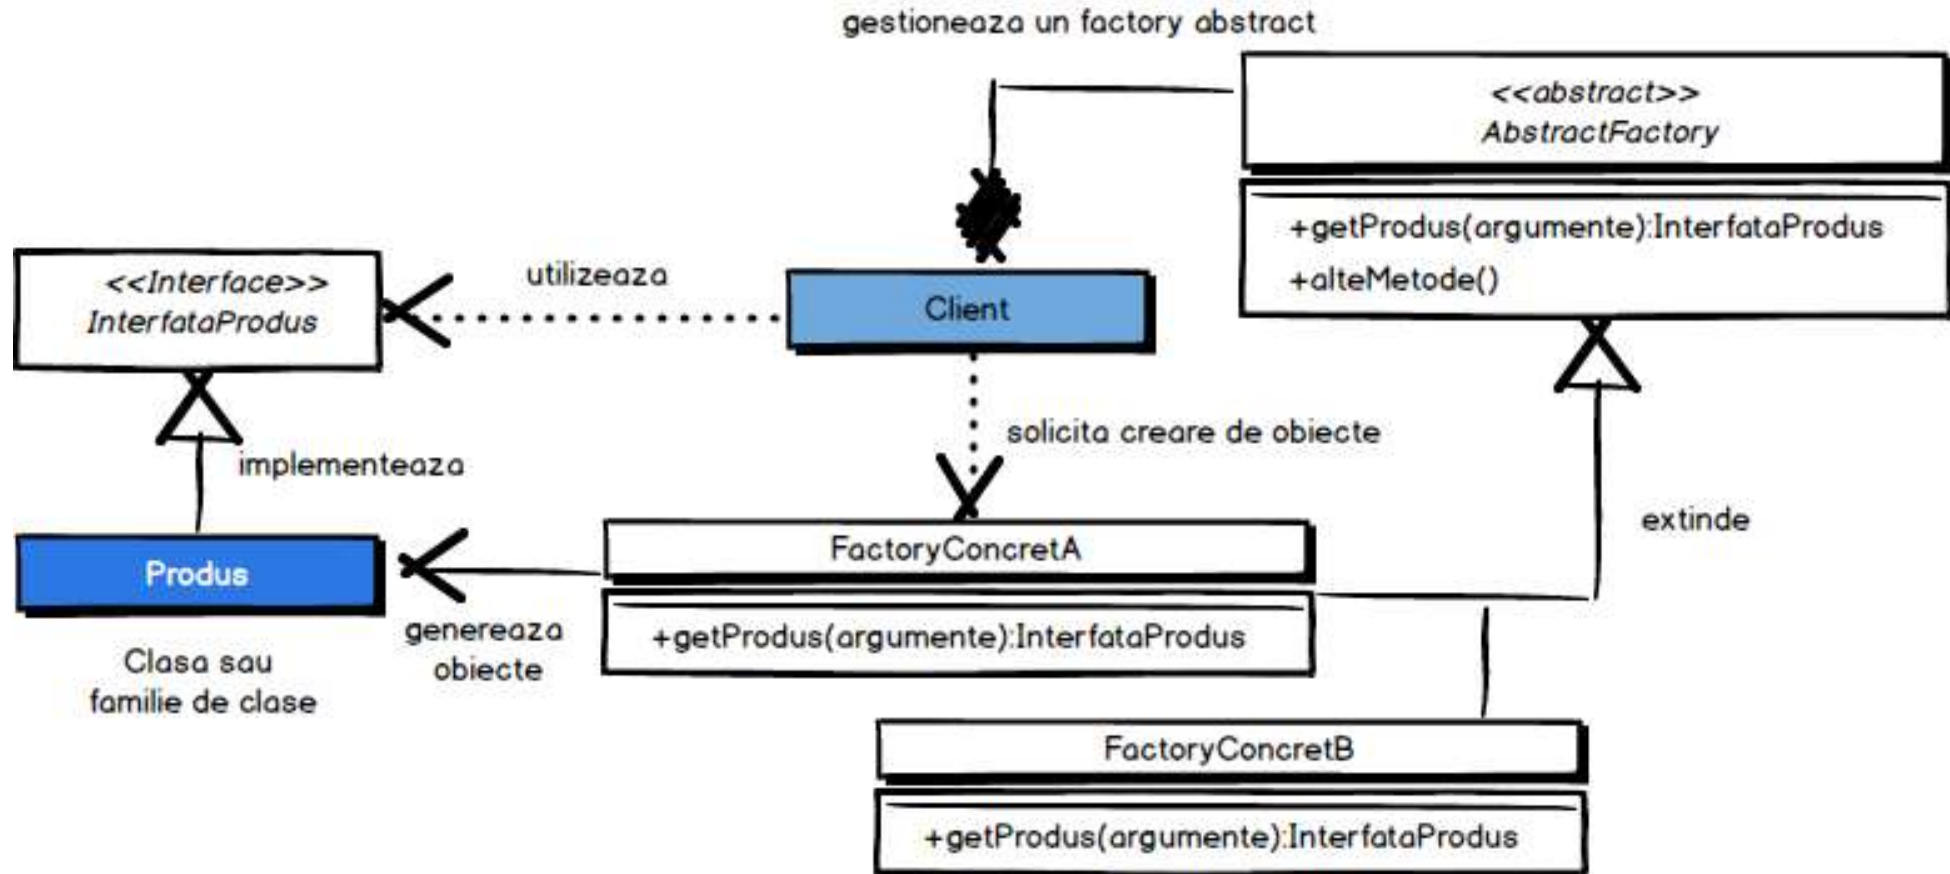 gestioneaza un factory abstract
<<abstract>>
AbstractFactory
+getProdus(argumente):InterfataProdus
+alteMetode()
<<Interface>>
InterfataProdus
utilizeaza
Client
solicita creare de obiecte
implementeaza
extinde
Produs
Clasa sau
familie de clase
genereaza
obiecte
FactoryConcretA
+getProdus(argumente):InterfataProdus
FactoryConcretB
+getProdus(argumente):InterfataProdus